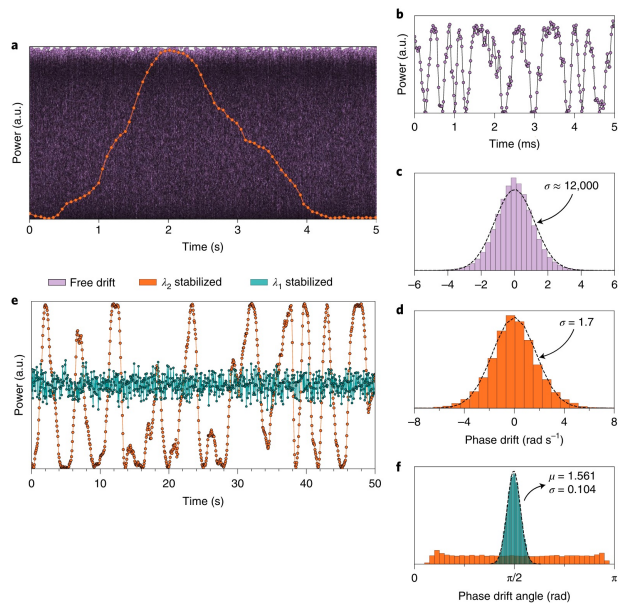 a
Power (a.u.)
0 1 2 3 4 5
Time (s)
b
Power (a.u.)
0 1 2 3 4 5
Time (ms)
c
σ ≈ 12,000
−6 −4 −2 0 2 4 6
Free drift λ₂ stabilized λ₁ stabilized
d
σ = 1.7
−8 −4 0 4 8
Phase drift (rad s⁻¹)
e
Power (a.u.)
0 10 20 30 40 50
Time (s)
f
μ = 1.561
σ = 0.104
0 π/2 π
Phase drift angle (rad)